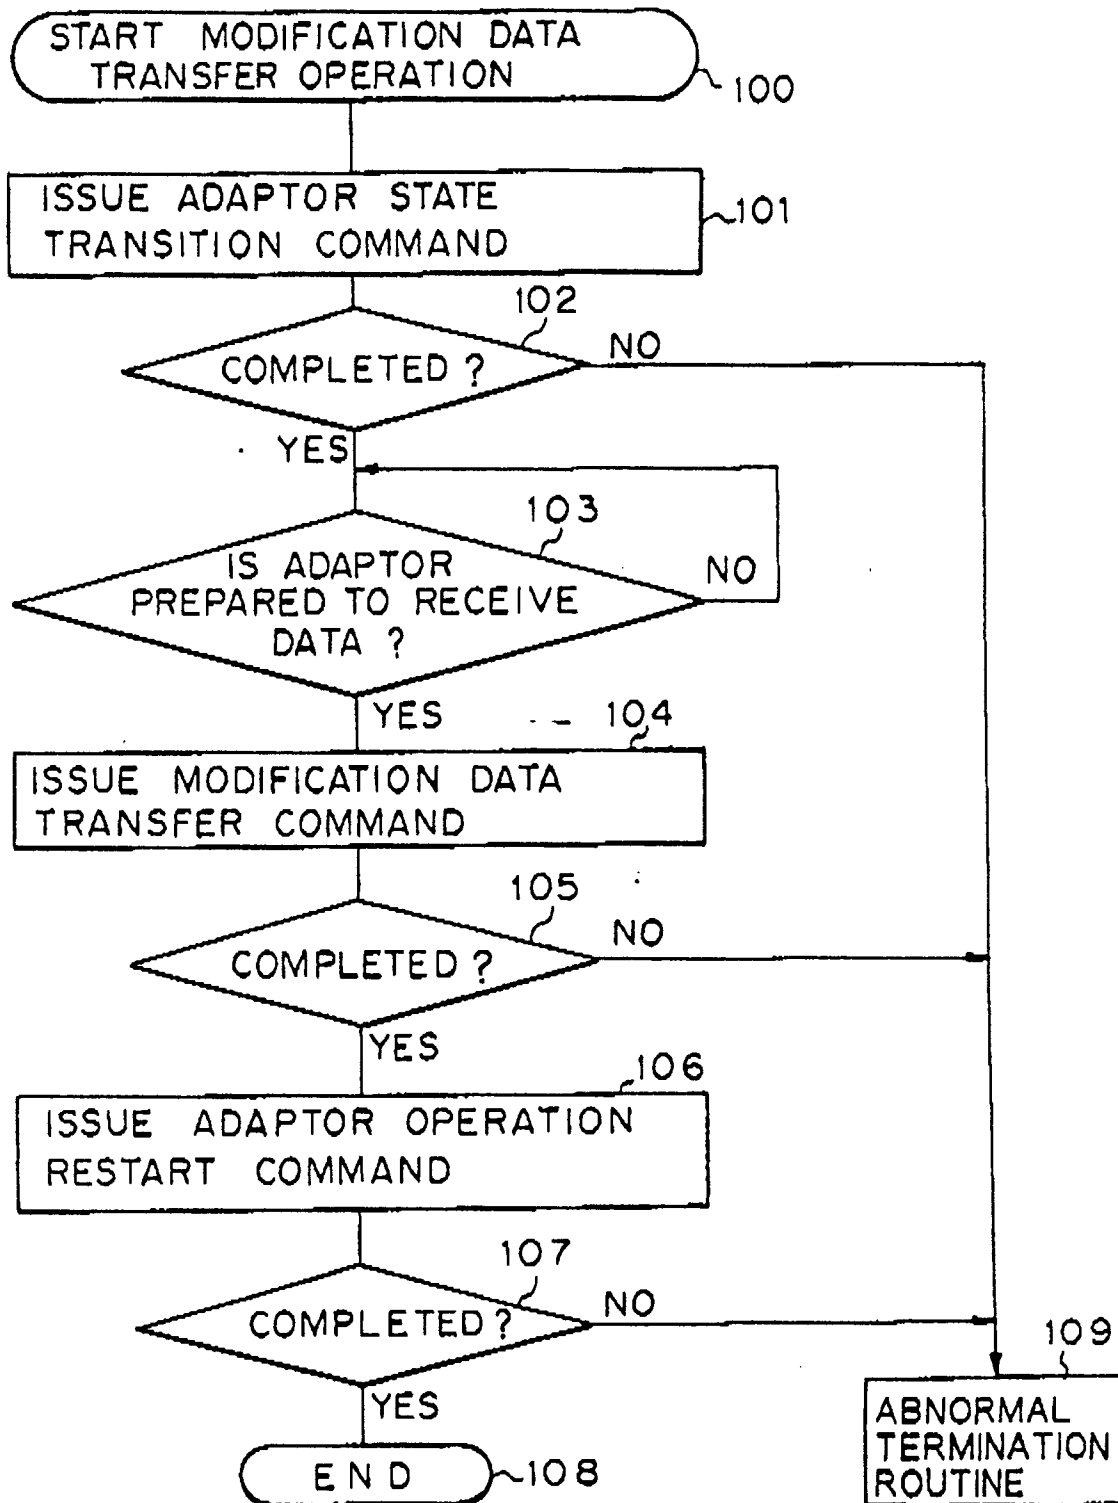 START MODIFICATION DATA
TRANSFER OPERATION
100
ISSUE ADAPTOR STATE
TRANSITION COMMAND
101
102
COMPLETED ?
NO
YES
103
IS ADAPTOR
PREPARED TO RECEIVE
DATA ?
NO
YES
104
ISSUE MODIFICATION DATA
TRANSFER COMMAND
105
COMPLETED ?
NO
YES
106
ISSUE ADAPTOR OPERATION
RESTART COMMAND
107
COMPLETED ?
NO
YES
END
108
109
ABNORMAL
TERMINATION
ROUTINE